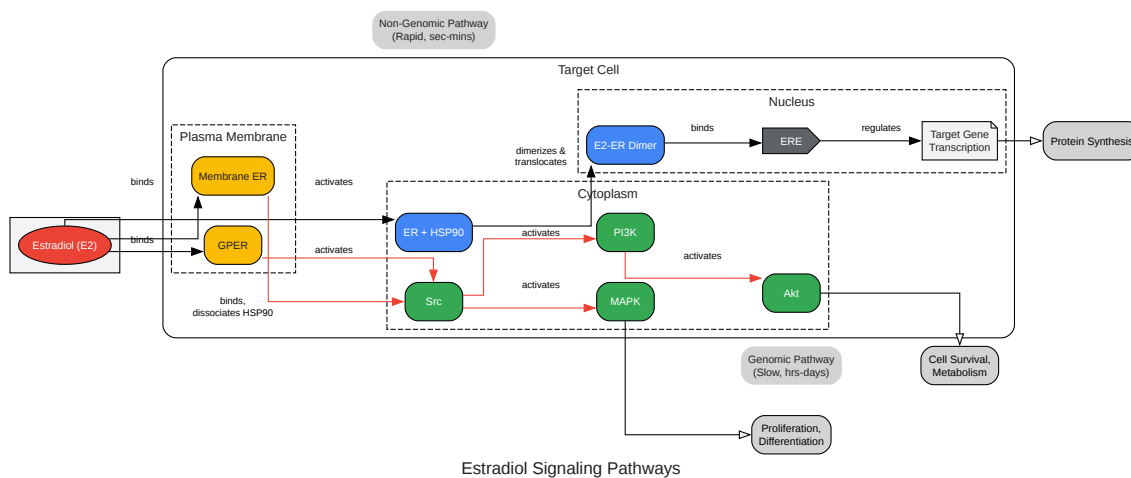 Non-Genomic Pathway
(Rapid, sec-mins)
Target Cell
Nucleus
Plasma Membrane
E2-ER Dimer
binds
ERE
regulates
Target Gene
Transcription
Protein Synthesis
dimerizes &
translocates
Membrane ER
binds
activates
Cytoplasm
Estradiol (E2)
binds
GPER
activates
ER + HSP90
activates
PI3K
activates
binds,
dissociates HSP90
Src
activates
MAPK
Akt
Genomic Pathway
(Slow, hrs-days)
Cell Survival,
Metabolism
Proliferation,
Differentiation
Estradiol Signaling Pathways